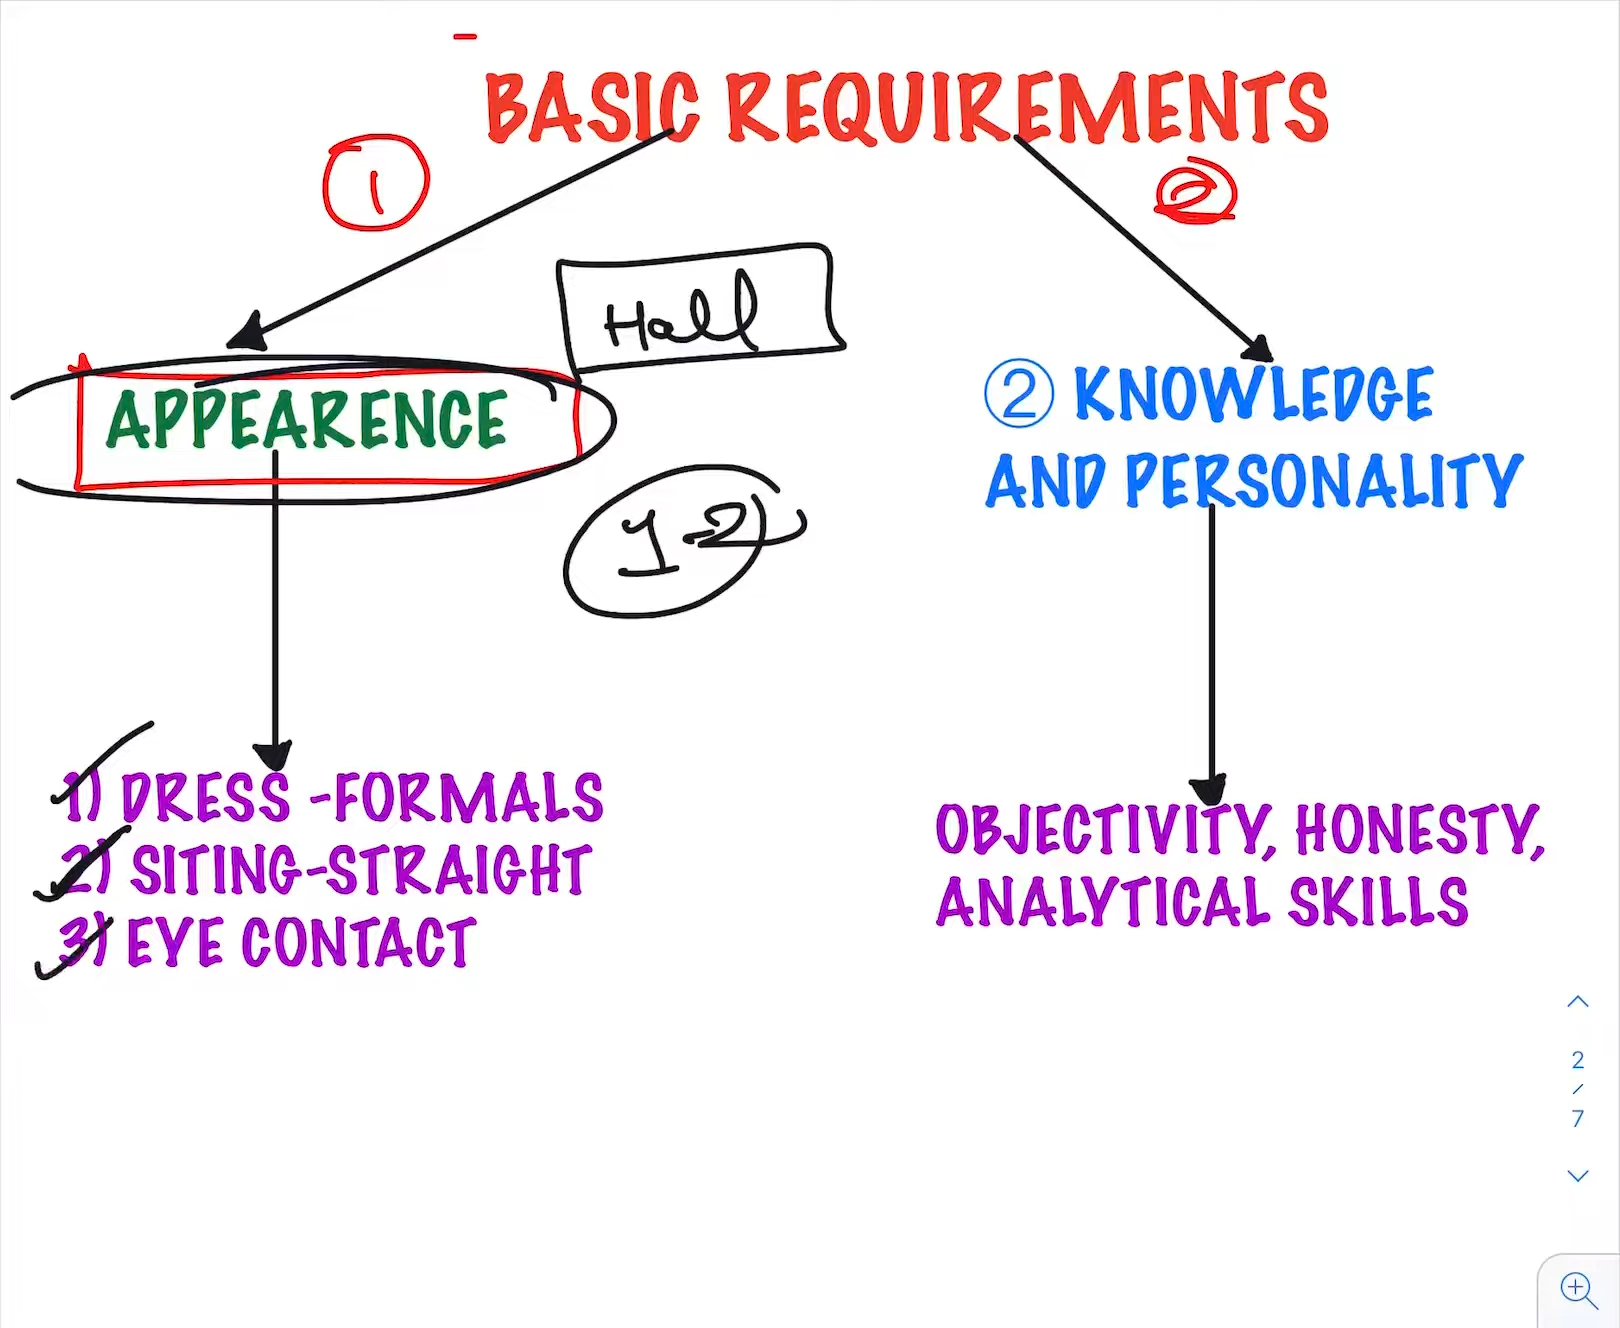 BASIC REQUIREMENTS
1
2
Hall
APPEARENCE
② KNOWLEDGE
AND PERSONALITY
1-2
1) DRESS -FORMALS
2) SITING-STRAIGHT
3) EYE CONTACT
OBJECTIVITY, HONESTY,
ANALYTICAL SKILLS
2
/
7